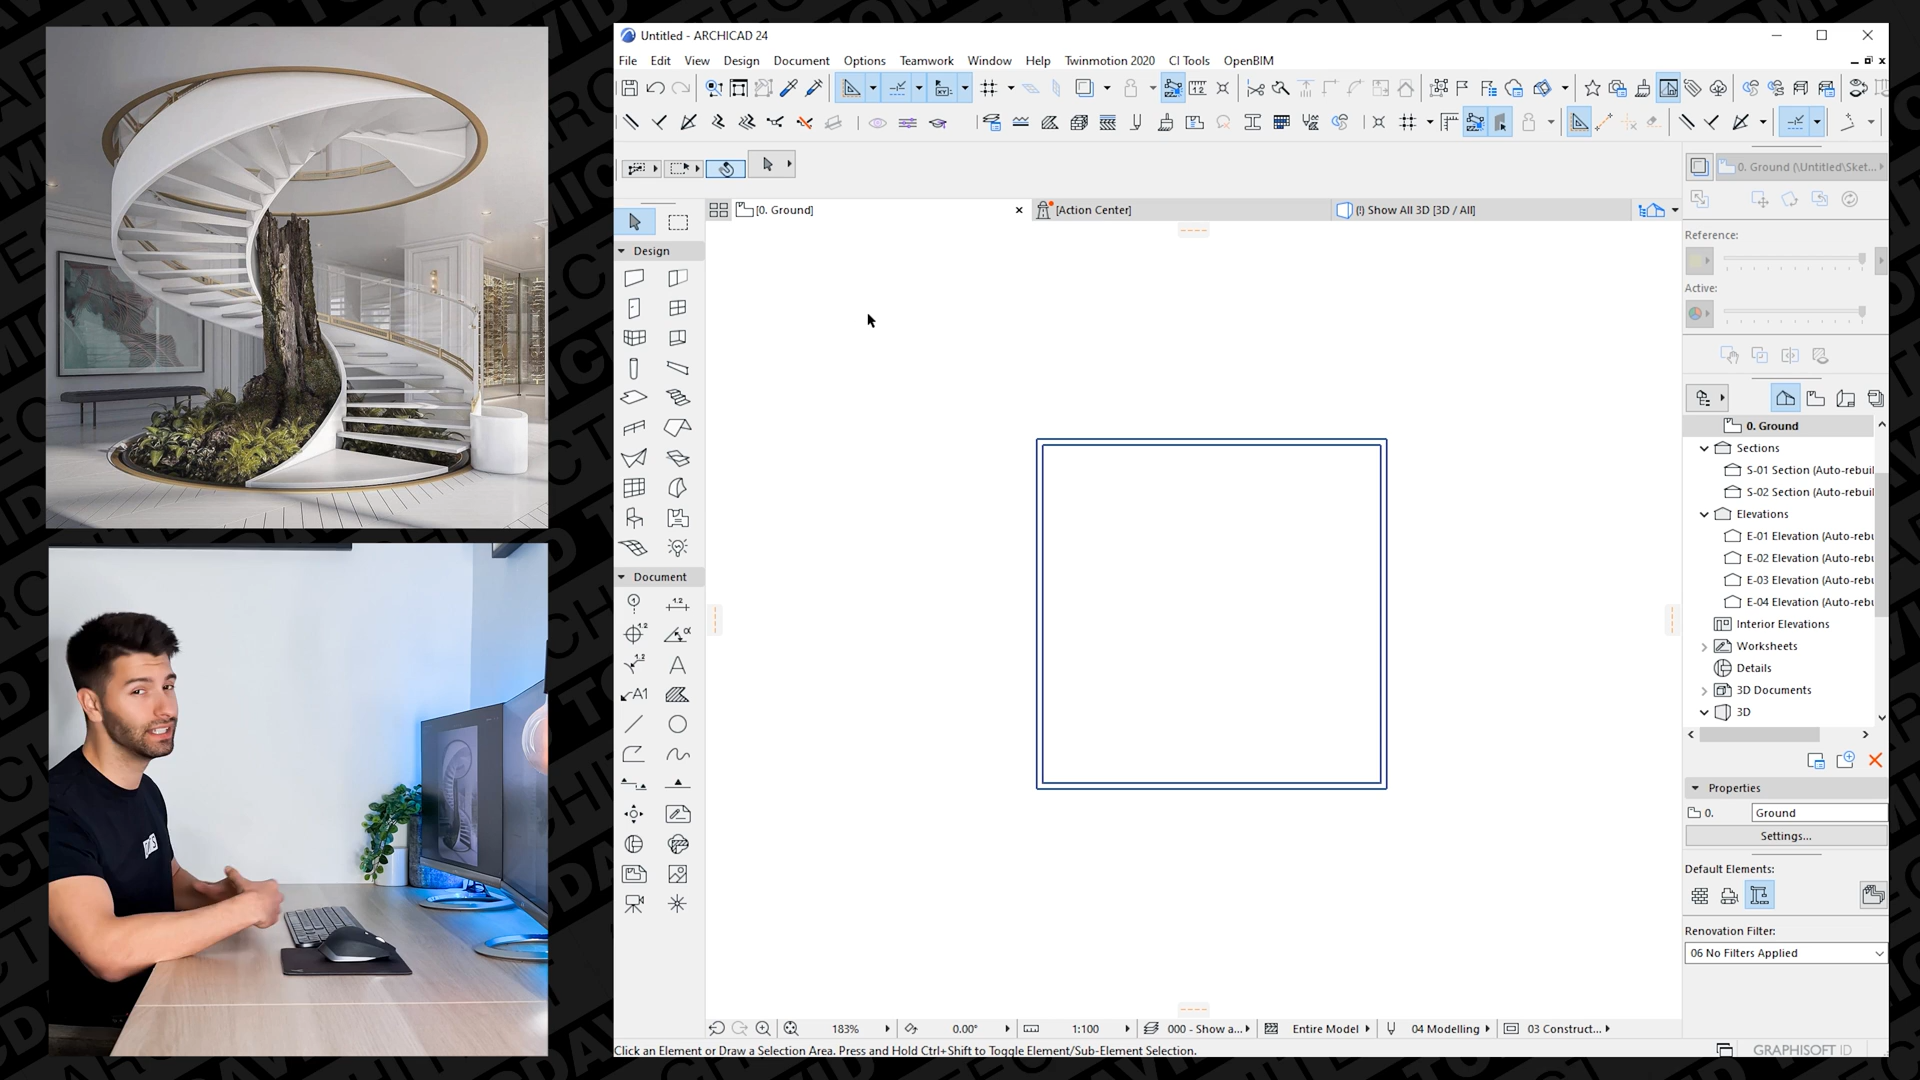 Untitled - ARCHICAD 24
File Edit View Design Options Document Teamwork Window Help Twinmotion 2020 CI Tools OpenBIM
0. Ground (\Untitled\Sket...
[0. Ground]
[Action Center]
(!) Show All 3D [3D / All]
Design
Document
Reference:
Active:
0. Ground
Sections
S-01 Section (Auto-rebuil
S-02 Section (Auto-rebuil
Elevations
E-01 Elevation (Auto-rebu
E-02 Elevation (Auto-rebu
E-03 Elevation (Auto-rebu
E-04 Elevation (Auto-rebu
Interior Elevations
Worksheets
Details
3D Documents
3D
Properties
0. Ground
Settings...
Default Elements:
Renovation Filter:
06 No Filters Applied
183% 0.00° 1:100 000 - Show a... Entire Model 04 Modelling 03 Construct...
Click an Element or Draw a Selection Area. Press and Hold Ctrl+Shift to Toggle Element/Sub-Element Selection.
GRAPHISOFT ID